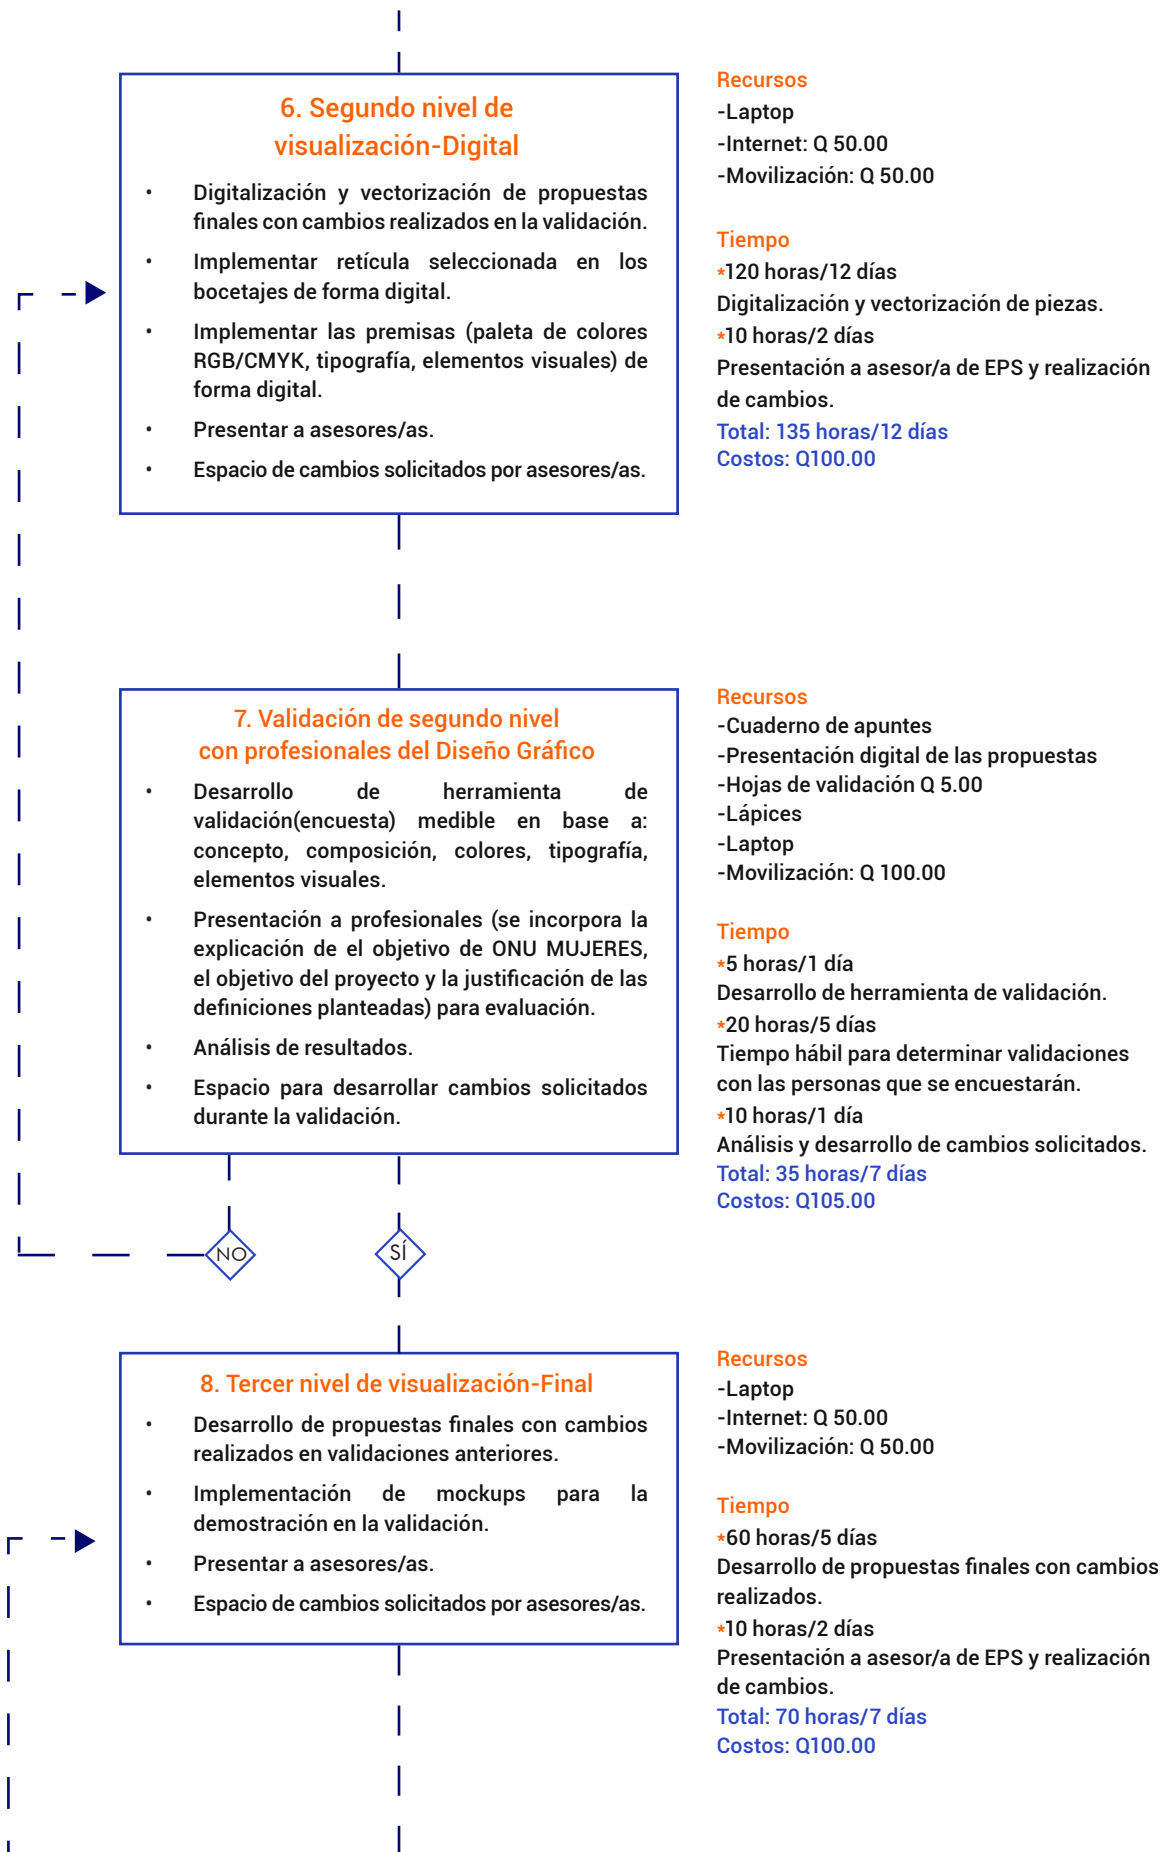 6. Segundo nivel de
visualización-Digital
• Digitalización y vectorización de propuestas
finales con cambios realizados en la validación.
• Implementar retícula seleccionada en los
bocetajes de forma digital.
• Implementar las premisas (paleta de colores
RGB/CMYK, tipografía, elementos visuales) de
forma digital.
• Presentar a asesores/as.
• Espacio de cambios solicitados por asesores/as.
Recursos
-Laptop
-Internet: Q 50.00
-Movilización: Q 50.00
Tiempo
*120 horas/12 días
Digitalización y vectorización de piezas.
*10 horas/2 días
Presentación a asesor/a de EPS y realización
de cambios.
Total: 135 horas/12 días
Costos: Q100.00
7. Validación de segundo nivel
con profesionales del Diseño Gráfico
• Desarrollo de herramienta de
validación(encuesta) medible en base a:
concepto, composición, colores, tipografía,
elementos visuales.
• Presentación a profesionales (se incorpora la
explicación de el objetivo de ONU MUJERES,
el objetivo del proyecto y la justificación de las
definiciones planteadas) para evaluación.
• Análisis de resultados.
• Espacio para desarrollar cambios solicitados
durante la validación.
Recursos
-Cuaderno de apuntes
-Presentación digital de las propuestas
-Hojas de validación Q 5.00
-Lápices
-Laptop
-Movilización: Q 100.00
Tiempo
*5 horas/1 día
Desarrollo de herramienta de validación.
*20 horas/5 días
Tiempo hábil para determinar validaciones
con las personas que se encuestarán.
*10 horas/1 día
Análisis y desarrollo de cambios solicitados.
Total: 35 horas/7 días
Costos: Q105.00
NO
SÍ
8. Tercer nivel de visualización-Final
• Desarrollo de propuestas finales con cambios
realizados en validaciones anteriores.
• Implementación de mockups para la
demostración en la validación.
• Presentar a asesores/as.
• Espacio de cambios solicitados por asesores/as.
Recursos
-Laptop
-Internet: Q 50.00
-Movilización: Q 50.00
Tiempo
*60 horas/5 días
Desarrollo de propuestas finales con cambios
realizados.
*10 horas/2 días
Presentación a asesor/a de EPS y realización
de cambios.
Total: 70 horas/7 días
Costos: Q100.00